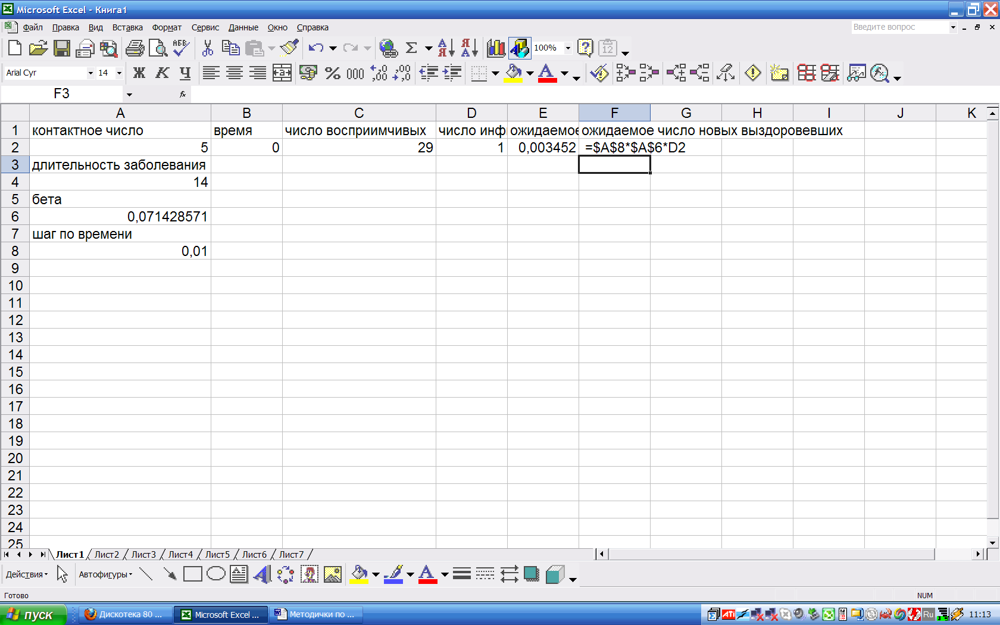 Microsoft Excel - Книга1
Файл Правка Вид Вставка Формат Сервис Данные Окно Справка Введите вопрос
100%
Arial Cyr 14 Ж К Ч % 000
F3 fx
A B C D E F G H I J K
1 контактное число время число восприимчивых число инф ожидаемое ожидаемое число новых выздоровевших
2 5 0 29 1 0,003452 =$A$8*$A$6*D2
3 длительность заболевания
4 14
5 бета
6 0,071428571
7 шаг по времени
8 0,01
9
10
11
12
13
14
15
16
17
18
19
20
21
22
23
24
25
Лист1 Лист2 Лист3 Лист4 Лист5 Лист6 Лист7
Действия Автофигуры
Готово NUM
пуск Дискотека 80 ... Microsoft Excel ... Методички по ... ATI Ru 11:13